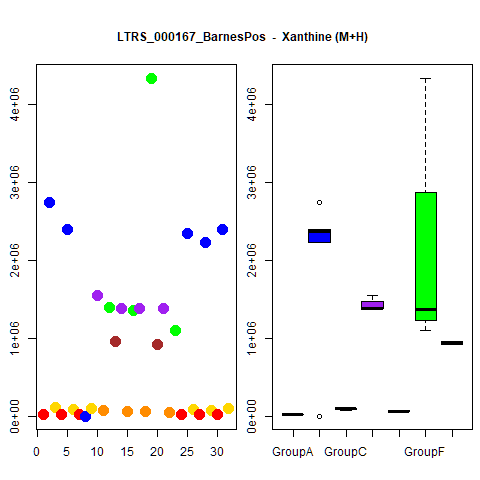 LTRS_000167_BarnesPos - Xanthine (M+H)
4e+06
3e+06
2e+06
1e+06
0e+00
0 5 10 15 20 25 30
4e+06
3e+06
2e+06
1e+06
0e+00
GroupA GroupC GroupF